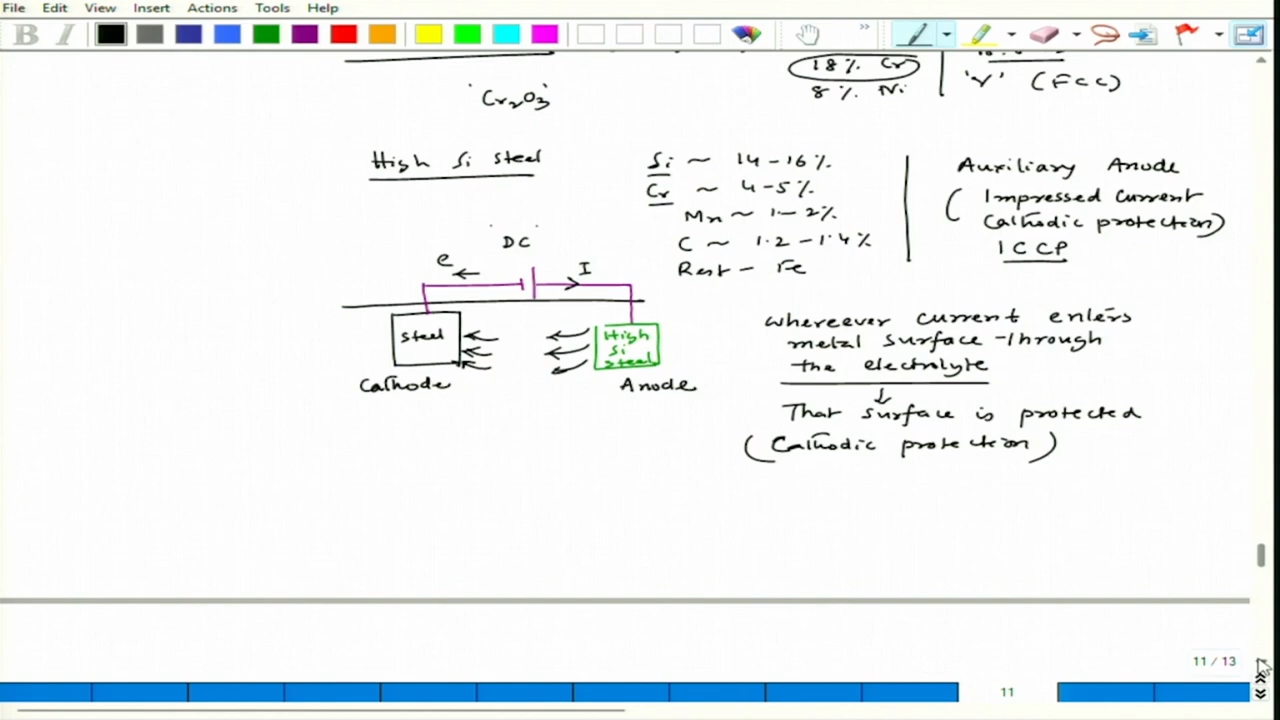 File Edit View Insert Actions Tools Help
B I
18% Cr
8% Ni
'γ' (FCC)
'Cr2O3'
High Si steel
Si ~ 14-16%
Cr ~ 4-5%
Mn ~ 1-2%
C ~ 1.2-1.4%
Rest - Fe
Auxiliary Anode
(Impressed current
Cathodic protection)
ICCP
'DC'
e
I
Steel
High
Si
steel
Cathode
Anode
whereever current enters
metal surface through
the electrolyte
That surface is protected
(Cathodic protection)
11 / 13
11